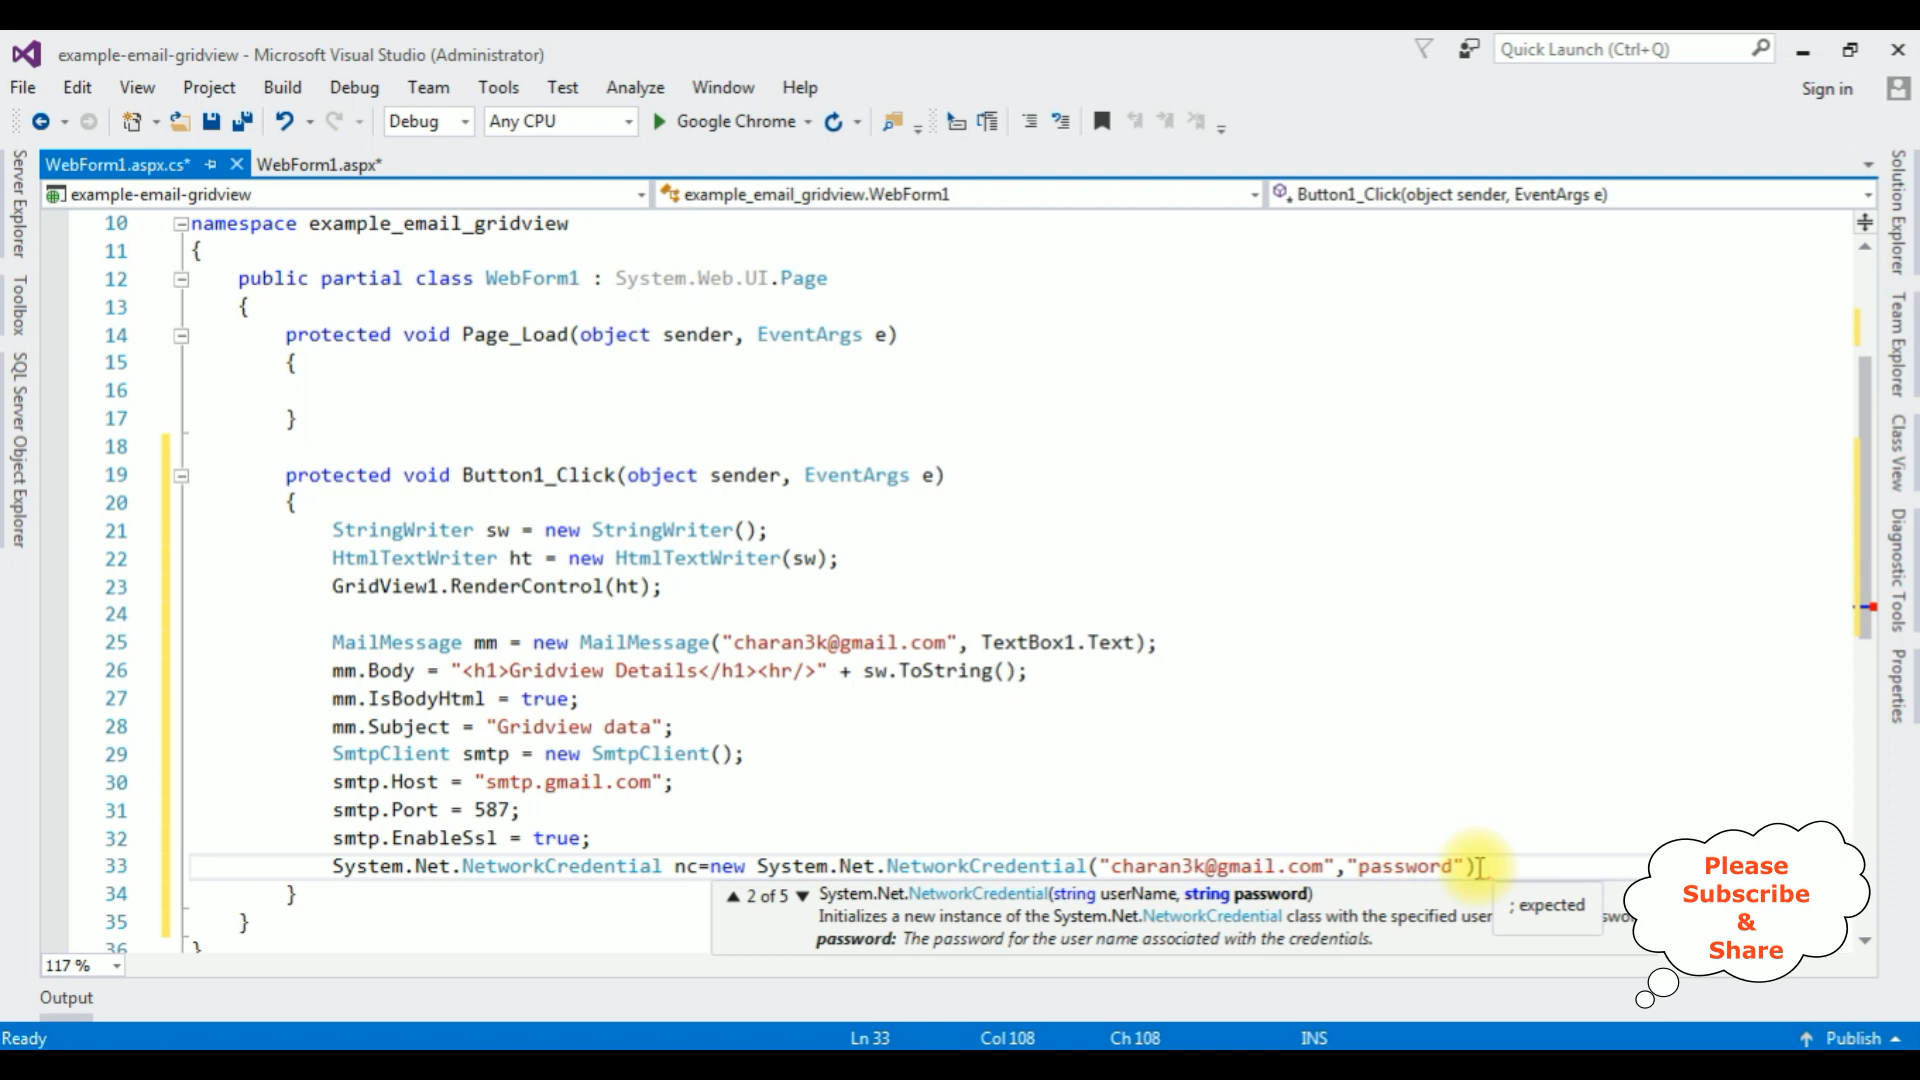 example-email-gridview - Microsoft Visual Studio (Administrator)
Quick Launch (Ctrl+Q)
File Edit View Project Build Debug Team Tools Test Analyze Window Help
Sign in
Debug Any CPU Google Chrome
WebForm1.aspx.cs* WebForm1.aspx*
example-email-gridview example_email_gridview.WebForm1 Button1_Click(object sender, EventArgs e)
Server Explorer
Toolbox
SQL Server Object Explorer
10 namespace example_email_gridview
11 {
12 public partial class WebForm1 : System.Web.UI.Page
13 {
14 protected void Page_Load(object sender, EventArgs e)
15 {
16
17 }
18
19 protected void Button1_Click(object sender, EventArgs e)
20 {
21 StringWriter sw = new StringWriter();
22 HtmlTextWriter ht = new HtmlTextWriter(sw);
23 GridView1.RenderControl(ht);
24
25 MailMessage mm = new MailMessage("charan3k@gmail.com", TextBox1.Text);
26 mm.Body = "<h1>Gridview Details</h1><hr/>" + sw.ToString();
27 mm.IsBodyHtml = true;
28 mm.Subject = "Gridview data";
29 SmtpClient smtp = new SmtpClient();
30 smtp.Host = "smtp.gmail.com";
31 smtp.Port = 587;
32 smtp.EnableSsl = true;
33 System.Net.NetworkCredential nc=new System.Net.NetworkCredential("charan3k@gmail.com","password")
34 }
35 }
36 }
2 of 5 System.Net.NetworkCredential(string userName, string password)
Initializes a new instance of the System.Net.NetworkCredential class with the specified user
password: The password for the user name associated with the credentials.
; expected
Please
Subscribe
&
Share
Solution Explorer
Team Explorer
Class View
Diagnostic Tools
Properties
117 %
Output
Ready Ln 33 Col 108 Ch 108 INS Publish